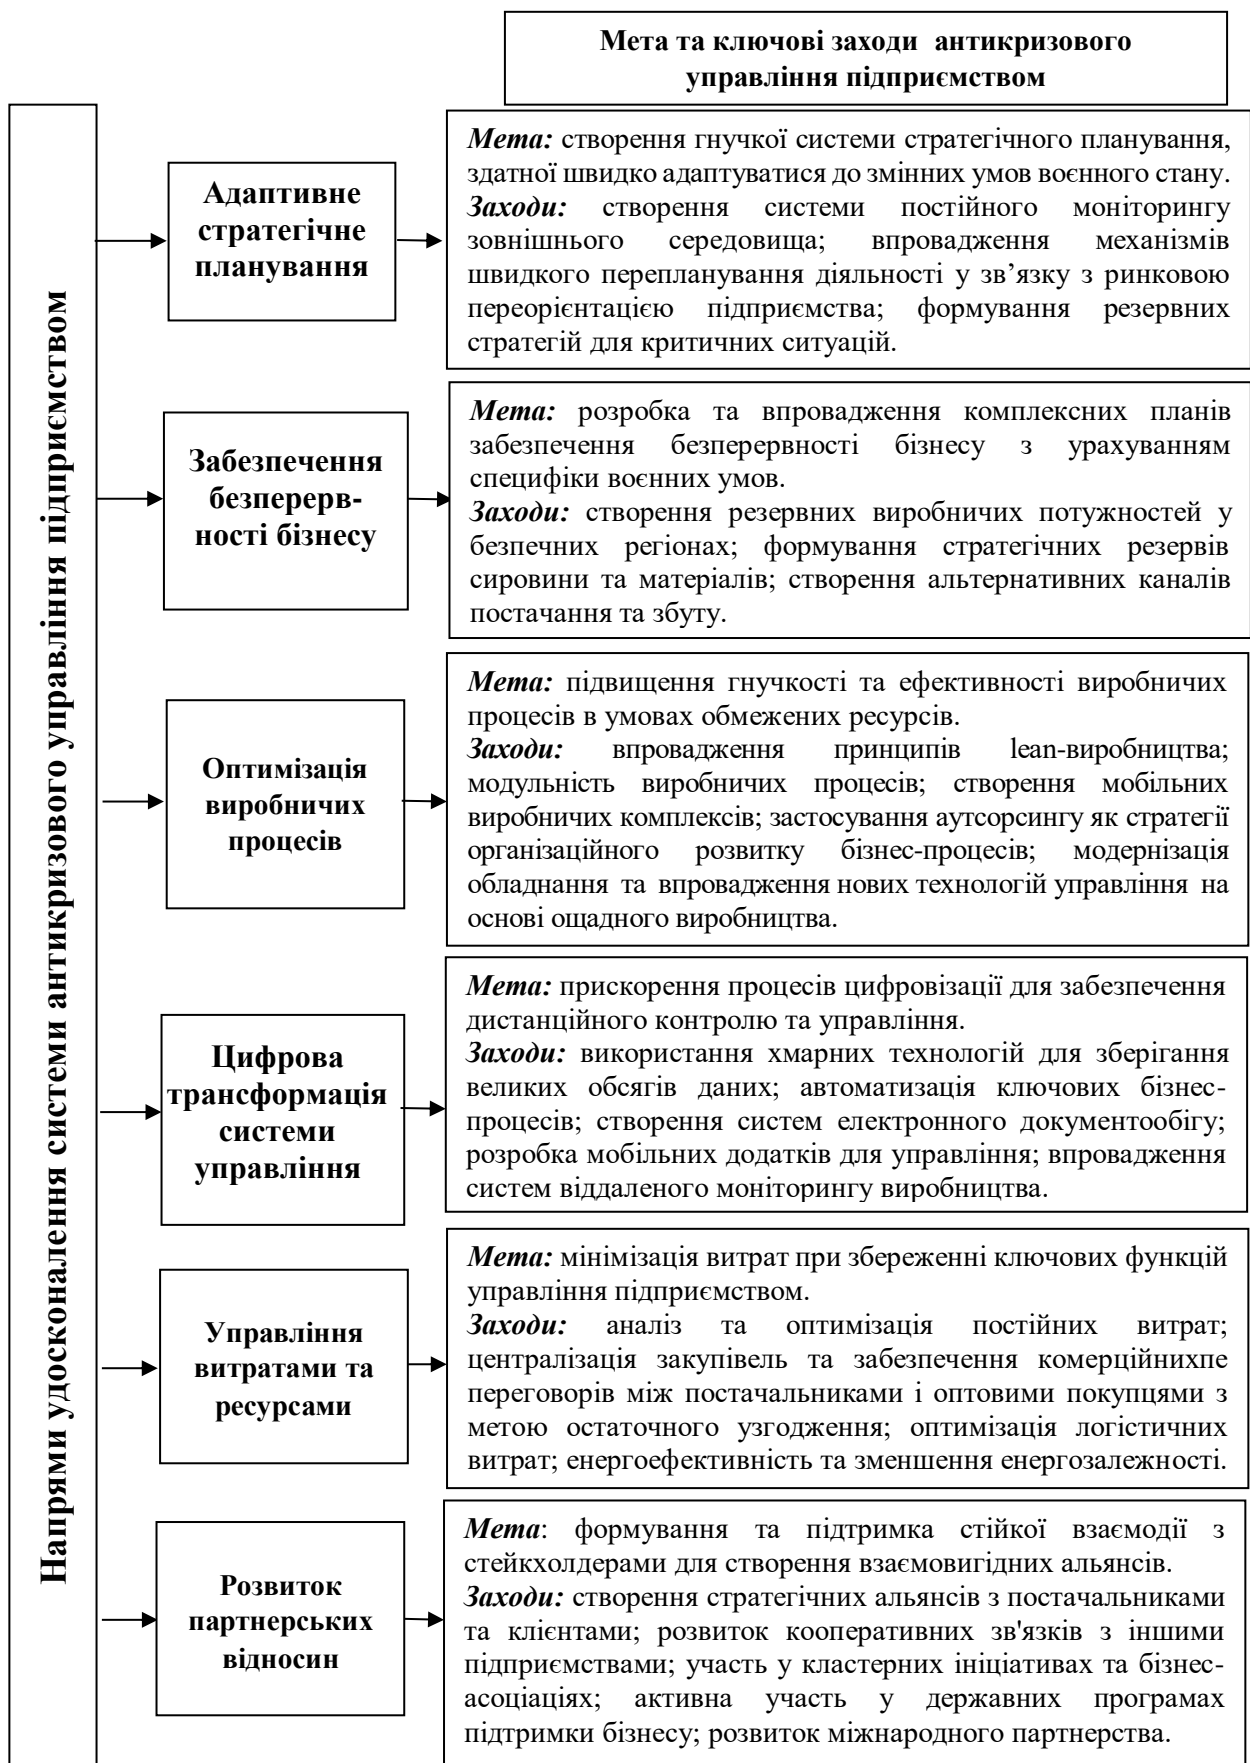 Мета та ключові заходи антикризового
управління підприємством
Напрями удосконалення системи антикризового управління підприємством
Адаптивне
стратегічне
планування
Мета: створення гнучкої системи стратегічного планування,
здатної швидко адаптуватися до змінних умов воєнного стану.
Заходи: створення системи постійного моніторингу
зовнішнього середовища; впровадження механізмів
швидкого перепланування діяльності у зв’язку з ринковою
переорієнтацією підприємства; формування резервних
стратегій для критичних ситуацій.
Забезпечення
безперерв-
ності бізнесу
Мета: розробка та впровадження комплексних планів
забезпечення безперервності бізнесу з урахуванням
специфіки воєнних умов.
Заходи: створення резервних виробничих потужностей у
безпечних регіонах; формування стратегічних резервів
сировини та матеріалів; створення альтернативних каналів
постачання та збуту.
Оптимізація
виробничих
процесів
Мета: підвищення гнучкості та ефективності виробничих
процесів в умовах обмежених ресурсів.
Заходи: впровадження принципів lean-виробництва;
модульність виробничих процесів; створення мобільних
виробничих комплексів; застосування аутсорсингу як стратегії
організаційного розвитку бізнес-процесів; модернізація
обладнання та впровадження нових технологій управління на
основі ощадного виробництва.
Цифрова
трансформація
системи
управління
Мета: прискорення процесів цифровізації для забезпечення
дистанційного контролю та управління.
Заходи: використання хмарних технологій для зберігання
великих обсягів даних; автоматизація ключових бізнес-
процесів; створення систем електронного документообігу;
розробка мобільних додатків для управління; впровадження
систем віддаленого моніторингу виробництва.
Управління
витратами та
ресурсами
Мета: мінімізація витрат при збереженні ключових функцій
управління підприємством.
Заходи: аналіз та оптимізація постійних витрат;
централізація закупівель та забезпечення комерційнихпе
переговорів між постачальниками і оптовими покупцями з
метою остаточного узгодження; оптимізація логістичних
витрат; енергоефективність та зменшення енергозалежності.
Розвиток
партнерських
відносин
Мета: формування та підтримка стійкої взаємодії з
стейкхолдерами для створення взаємовигідних альянсів.
Заходи: створення стратегічних альянсів з постачальниками
та клієнтами; розвиток кооперативних зв'язків з іншими
підприємствами; участь у кластерних ініціативах та бізнес-
асоціаціях; активна участь у державних програмах
підтримки бізнесу; розвиток міжнародного партнерства.